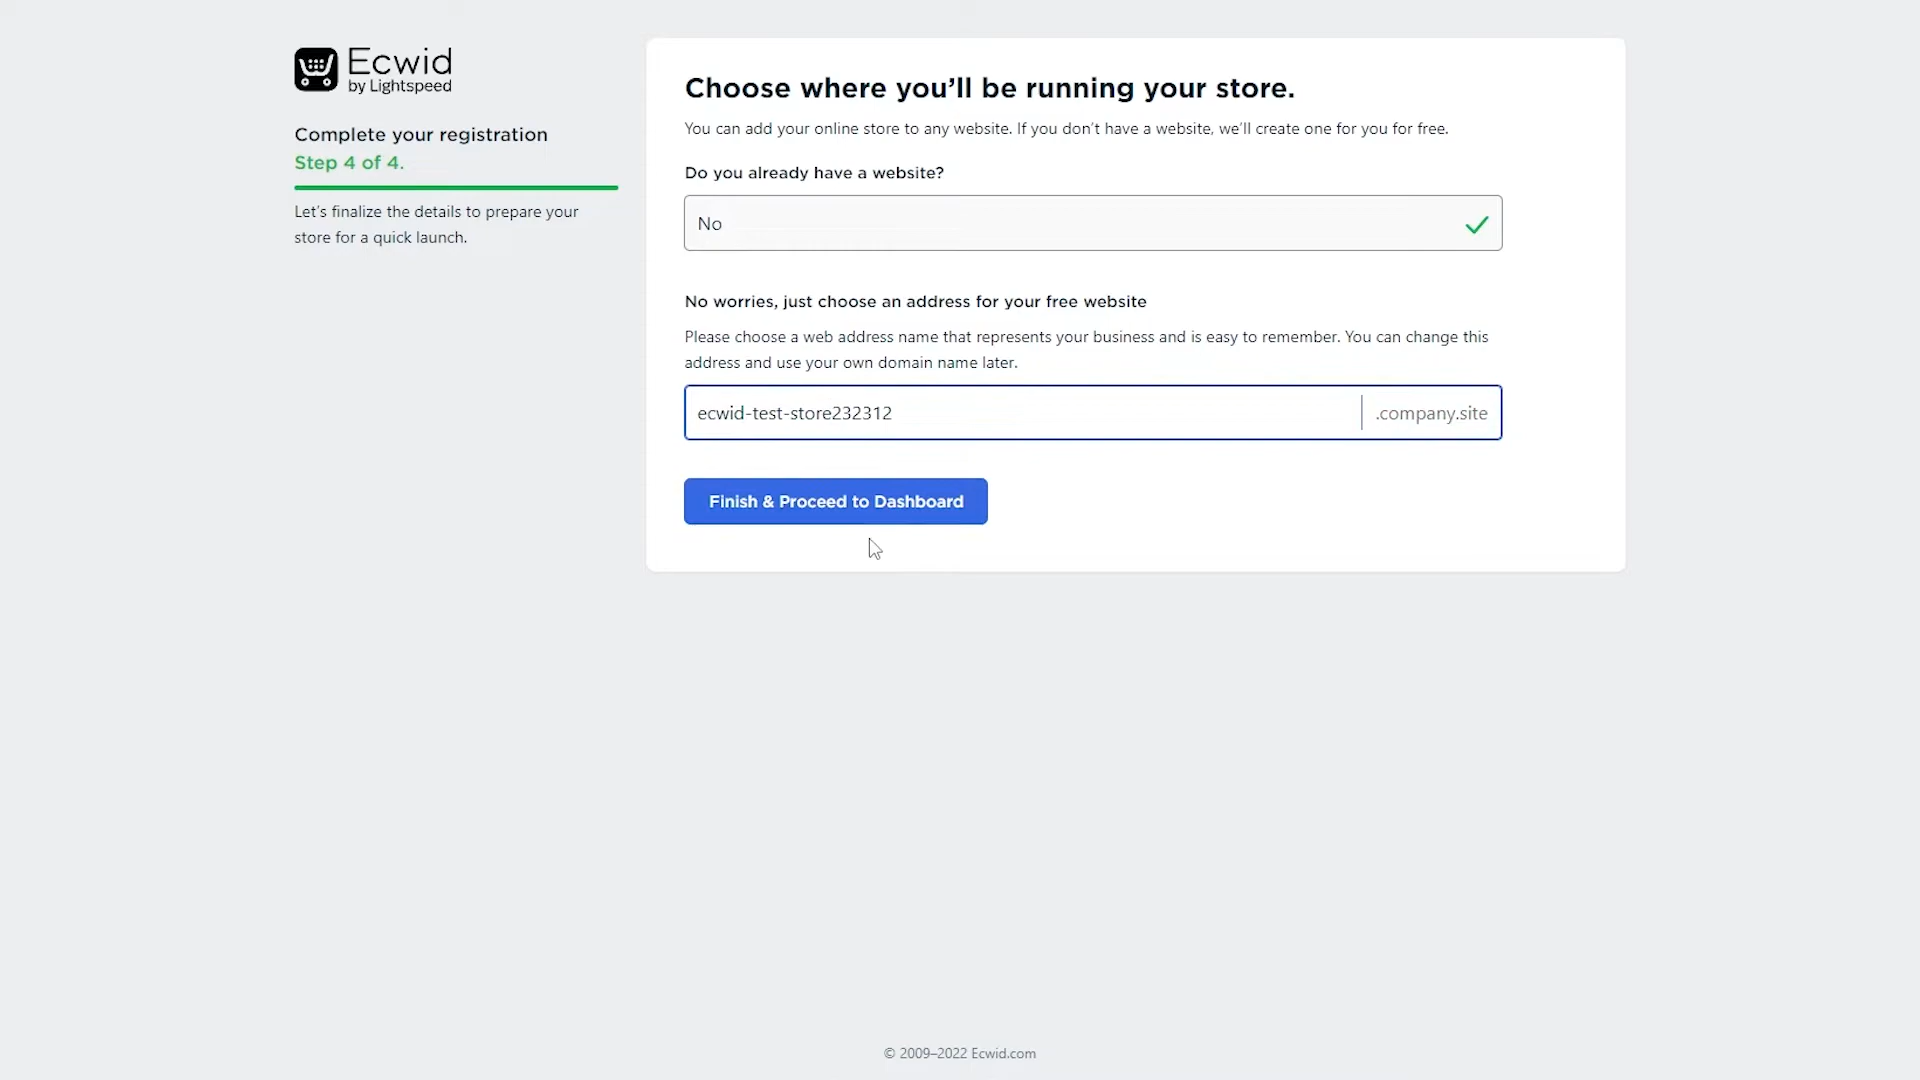 Ecwid
by Lightspeed
Complete your registration
Step 4 of 4.
Let's finalize the details to prepare your
store for a quick launch.
Choose where you'll be running your store.
You can add your online store to any website. If you don't have a website, we'll create one for you for free.
Do you already have a website?
No
No worries, just choose an address for your free website
Please choose a web address name that represents your business and is easy to remember. You can change this
address and use your own domain name later.
ecwid-test-store232312 .company.site
Finish & Proceed to Dashboard
© 2009–2022 Ecwid.com